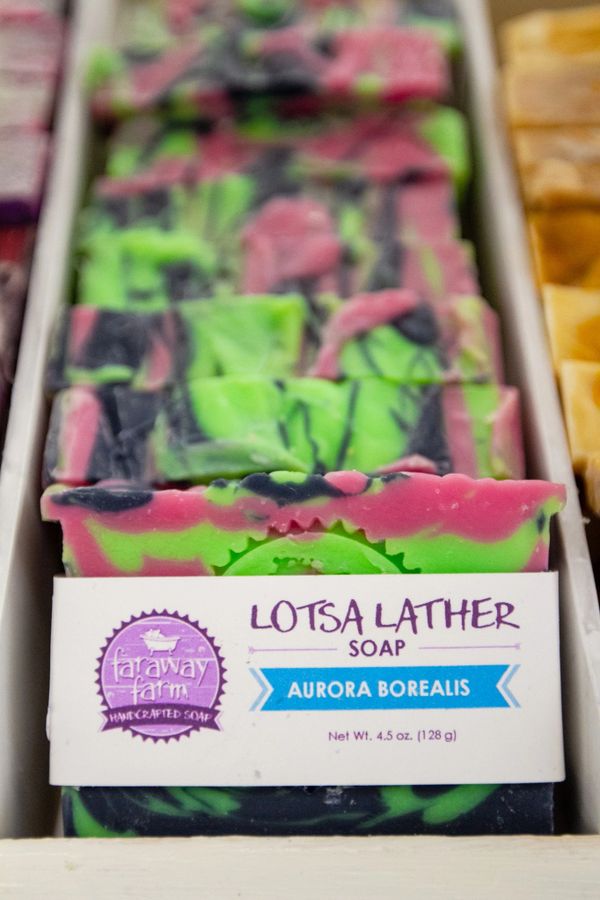 LOTSA LATHER
SOAP
AURORA BOREALIS
Net Wt. 4.5 oz. (128 g)
faraway
farm
HANDCRAFTED SOAP